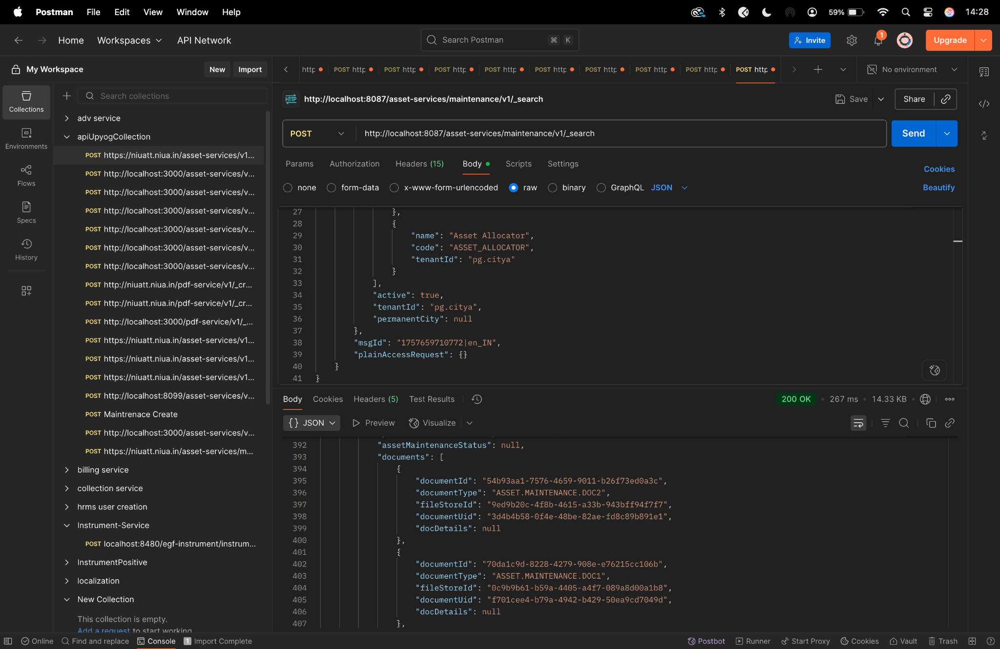 Postman File Edit View Window Help 59% 14:28
Home Workspaces API Network Search Postman ⌘ K Invite 1 Upgrade
My Workspace New Import
http POST http POST http POST http POST http POST http POST http POST http POST http POST http No environment
Collections
Environments
Flows
Specs
History
Search collections
adv service
apiUpyogCollection
POST https://niuatt.niua.in/asset-services/v1...
POST http://localhost:3000/asset-services/v...
POST http://localhost:3000/asset-services/v...
POST http://localhost:3000/asset-services/v...
POST http://localhost:3000/asset-services/v...
POST http://localhost:3000/asset-services/v...
POST http://localhost:3000/asset-services/v...
POST http://niuatt.niua.in/pdf-service/v1/_cr...
POST http://niuatt.niua.in/pdf-service/v1/_cr...
POST http://localhost:3000/pdf-service/v1/_...
POST https://niuatt.niua.in/asset-services/v1...
POST https://niuatt.niua.in/asset-services/v1...
POST https://niuatt.niua.in/asset-services/v1...
POST http://localhost:8099/asset-services/v...
POST Maintrenace Create
POST http://localhost:3000/asset-services/v...
POST https://niuatt.niua.in/asset-services/m...
billing service
collection service
hrms user creation
Instrument-Service
POST localhost:8480/egf-instrument/instrum...
InstrumentPositive
localization
New Collection
This collection is empty.
Add a request to start working.
HTTP http://localhost:8087/asset-services/maintenance/v1/_search Save Share
POST http://localhost:8087/asset-services/maintenance/v1/_search Send
Params Authorization Headers (15) Body Scripts Settings Cookies
none form-data x-www-form-urlencoded raw binary GraphQL JSON Beautify
27 },
28 {
29 "name": "Asset Allocator",
30 "code": "ASSET_ALLOCATOR",
31 "tenantId": "pg.citya"
32 }
33 ],
34 "active": true,
35 "tenantId": "pg.citya",
36 "permanentCity": null
37 },
38 "msgId": "1757659710772|en_IN",
39 "plainAccessRequest": {}
40 }
41 }
Body Cookies Headers (5) Test Results 200 OK • 267 ms • 14.33 KB •
{} JSON Preview Visualize
392 "assetMaintenanceStatus": null,
393 "documents": [
394 {
395 "documentId": "54b93aa1-7576-4659-9011-b26f73ed0a3c",
396 "documentType": "ASSET.MAINTENANCE.DOC2",
397 "fileStoreId": "9ed9b20c-4f8b-4615-a33b-943bff94f7f7",
398 "documentUid": "3d4b4b58-0f4e-48be-82ae-fd8c89b891e1",
399 "docDetails": null
400 },
401 {
402 "documentId": "70da1c9d-8228-4279-908e-e76215cc106b",
403 "documentType": "ASSET.MAINTENANCE.DOC1",
404 "fileStoreId": "0c9b9b61-b59a-4405-a4f7-089a8d00a1b8",
405 "documentUid": "f701cee4-b79a-4942-b429-50ea9cd7049d",
406 "docDetails": null
407 },
Online Find and replace Console 1 Import Complete Postbot Runner Start Proxy Cookies Vault Trash